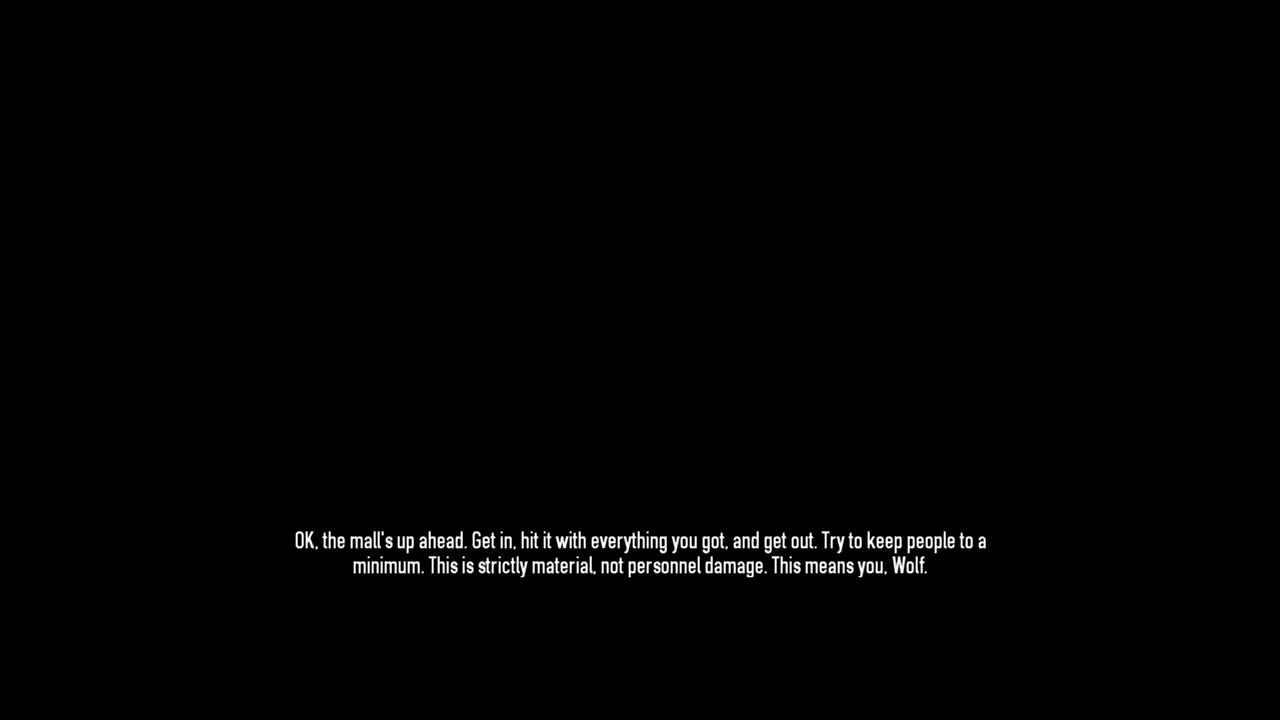 OK, the mall's up ahead. Get in, hit it with everything you got, and get out. Try to keep people to a
minimum. This is strictly material, not personnel damage. This means you, Wolf.